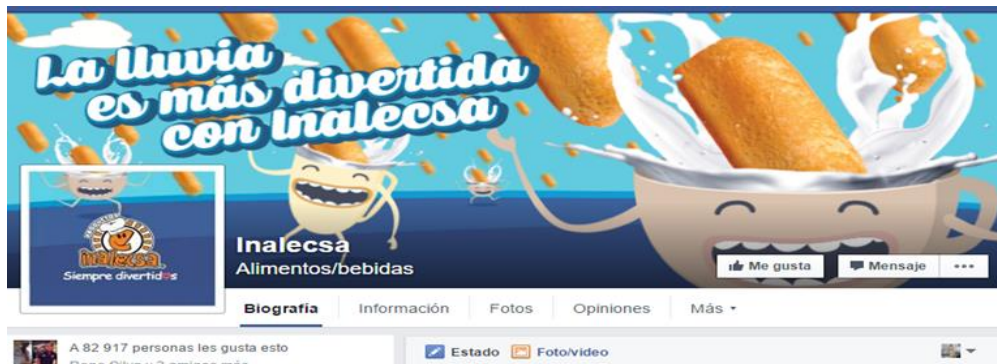 La lluvia
es más divertida
con Inalecsa
inalecsa
Siempre divertidos
Inalecsa
Alimentos/bebidas
Me gusta
Mensaje
Biografía
Información
Fotos
Opiniones
Más
A 82 917 personas les gusta esto
Estado
Foto/video